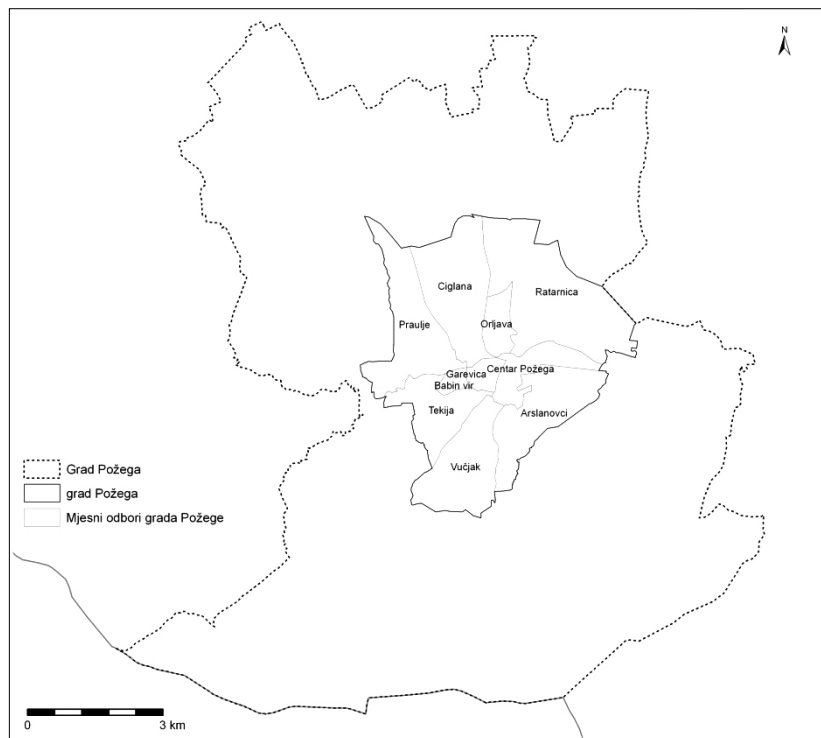 N
Ciglana
Ratarnica
Praulje
Orljava
Garevica
Centar Požega
Babin vir
Tekija
Arslanovci
Vučjak
Grad Požega
grad Požega
Mjesni odbori grada Požege
0 3 km